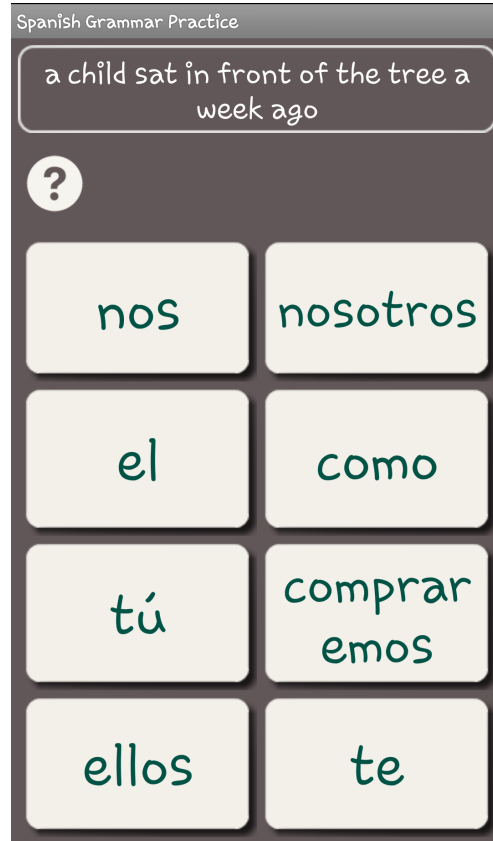 Spanish Grammar Practice
a child sat in front of the tree a
week ago
?
nos
nosotros
el
como
tú
comprar
emos
ellos
te